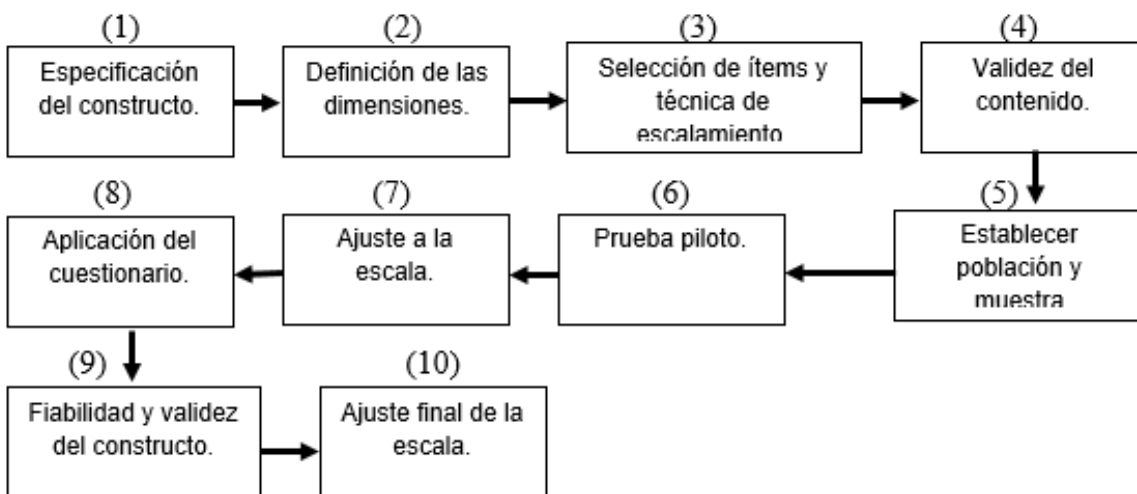 (1)
Especificación
del constructo.
(2)
Definición de las
dimensiones.
(3)
Selección de ítems y
técnica de
escalamiento
(4)
Validez del
contenido.
(5)
Establecer
población y
muestra
(6)
Prueba piloto.
(7)
Ajuste a la
escala.
(8)
Aplicación del
cuestionario.
(9)
Fiabilidad y validez
del constructo.
(10)
Ajuste final de la
escala.